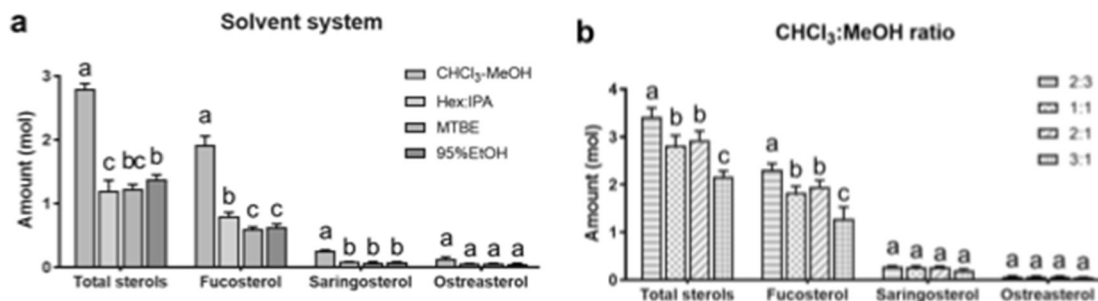 a
Solvent system
Amount (mol)
3
2
1
0
a c bc b
a b c c
a b b b
a a a a
Total sterols Fucosterol Saringosterol Ostreasterol
CHCl₃-MeOH
Hex:IPA
MTBE
95%EtOH
b
CHCl₃:MeOH ratio
Amount (mol)
4
3
2
1
0
a b b c
a b b c
a a a a
a a a a
Total sterols Fucosterol Saringosterol Ostreasterol
2:3
1:1
2:1
3:1